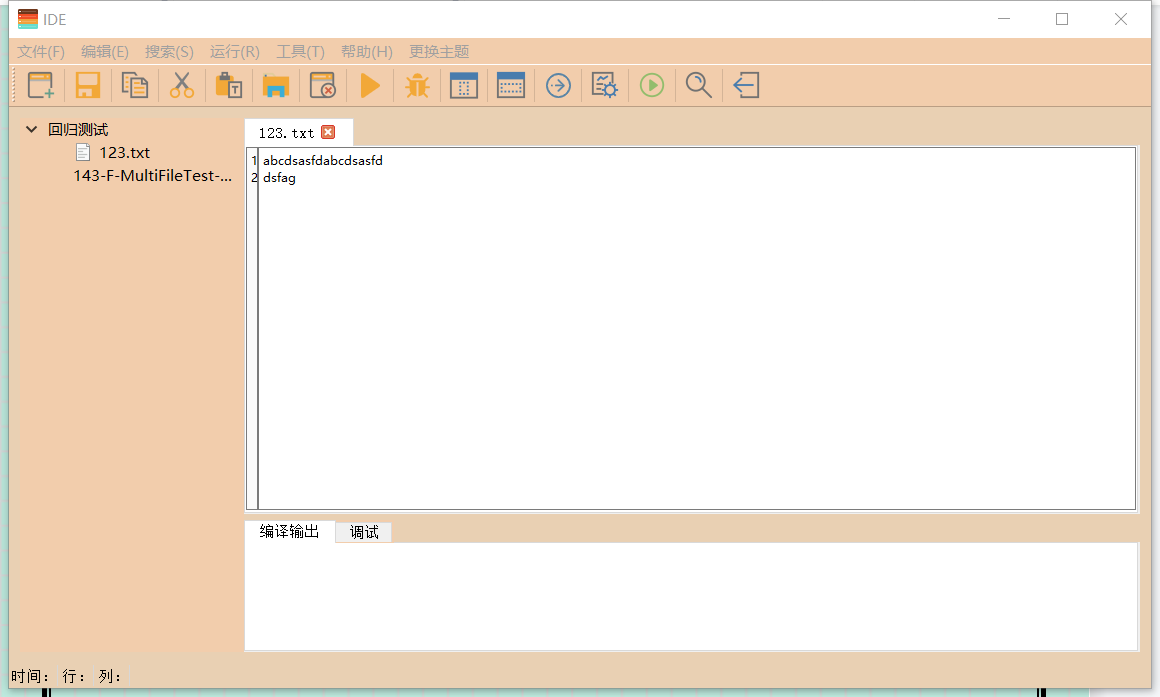 IDE
文件(F) 编辑(E) 搜索(S) 运行(R) 工具(T) 帮助(H) 更换主题
回归测试
123.txt
143-F-MultiFileTest-...
123.txt
1 abcdsasfdabcdsasfd
2 dsfag
编译输出 调试
时间： 行： 列：